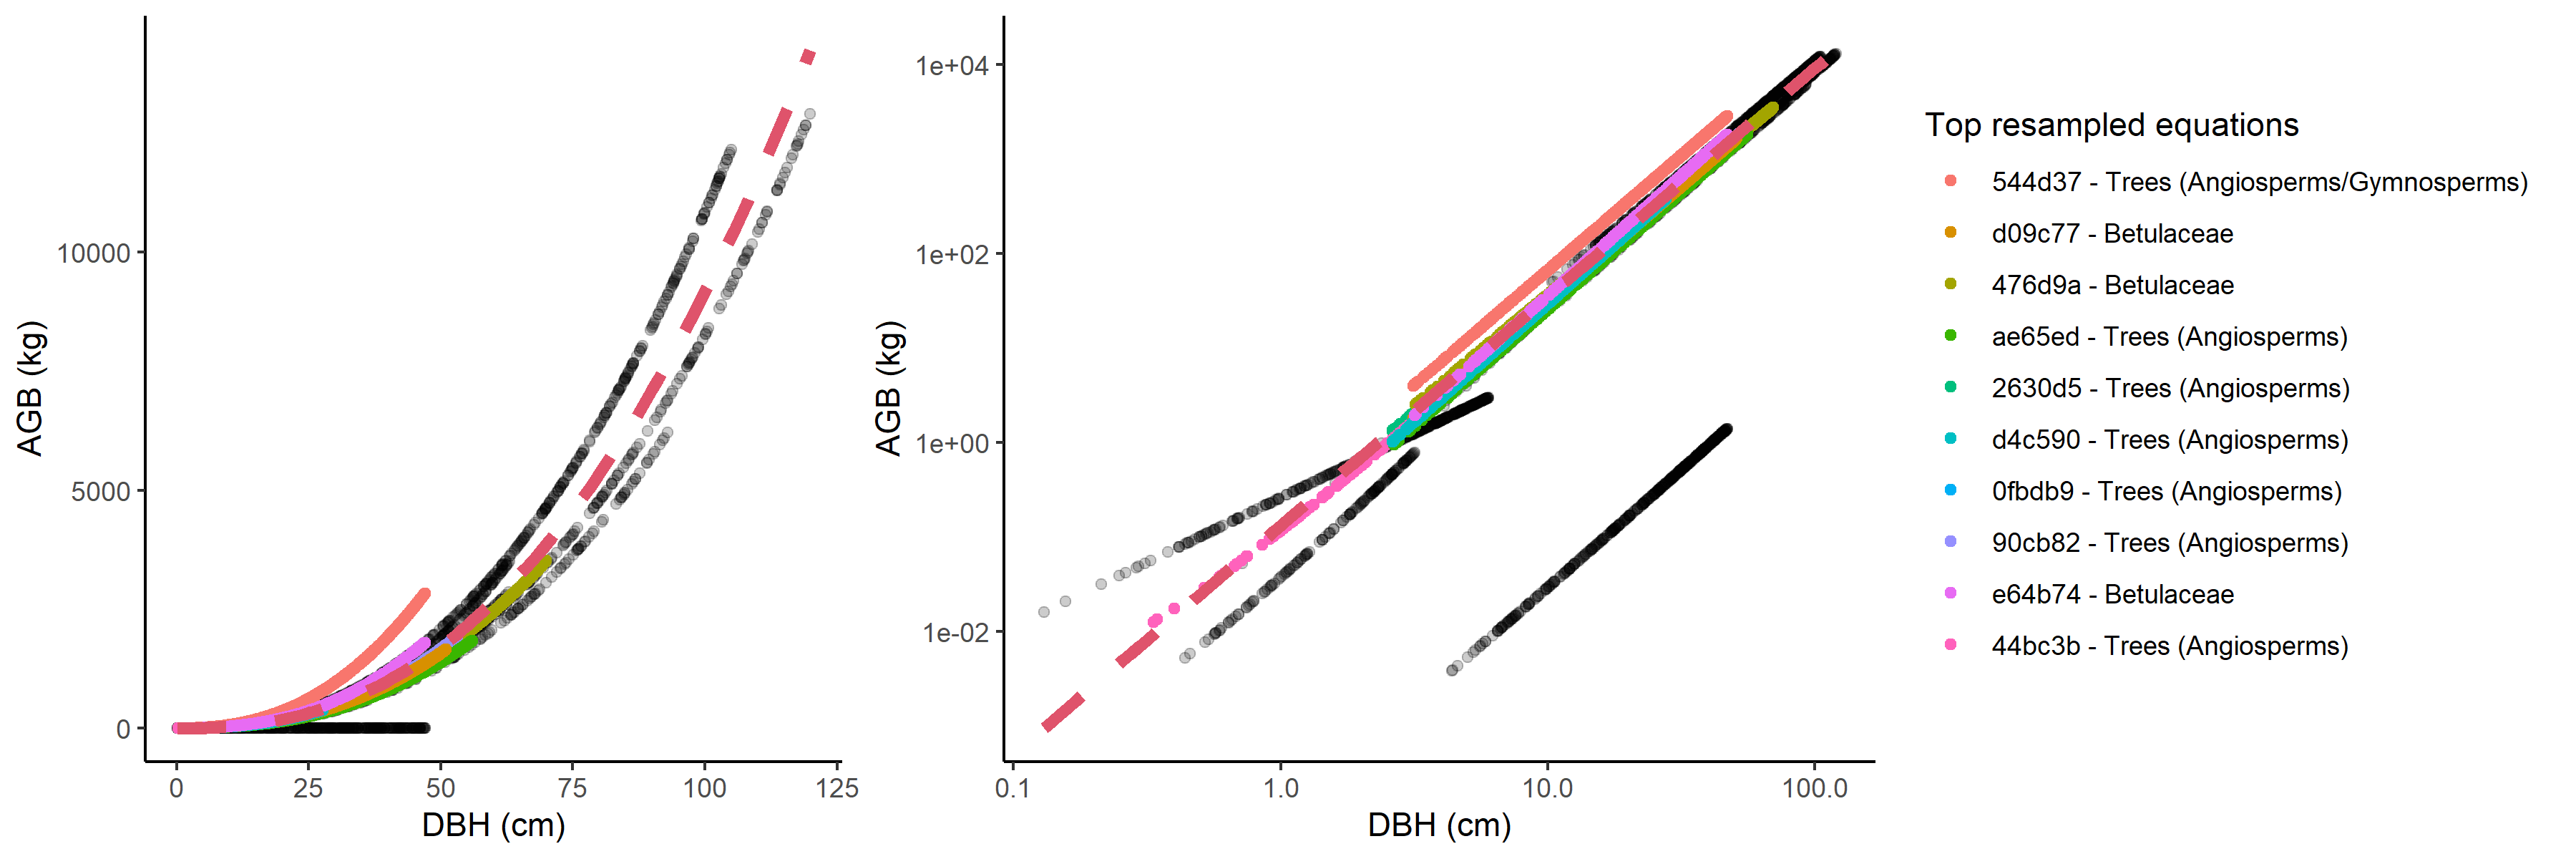 AGB (kg)
10000
5000
0
0 25 50 75 100 125
DBH (cm)
AGB (kg)
1e+04
1e+02
1e+00
1e-02
0.1 1.0 10.0 100.0
DBH (cm)
Top resampled equations
544d37 - Trees (Angiosperms/Gymnosperms)
d09c77 - Betulaceae
476d9a - Betulaceae
ae65ed - Trees (Angiosperms)
2630d5 - Trees (Angiosperms)
d4c590 - Trees (Angiosperms)
0fbdb9 - Trees (Angiosperms)
90cb82 - Trees (Angiosperms)
e64b74 - Betulaceae
44bc3b - Trees (Angiosperms)